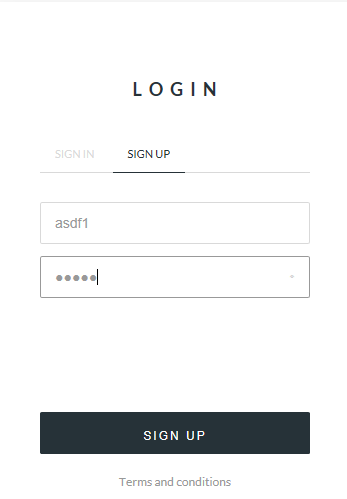 LOGIN
SIGN IN SIGN UP
asdf1
●●●●●
SIGN UP
Terms and conditions